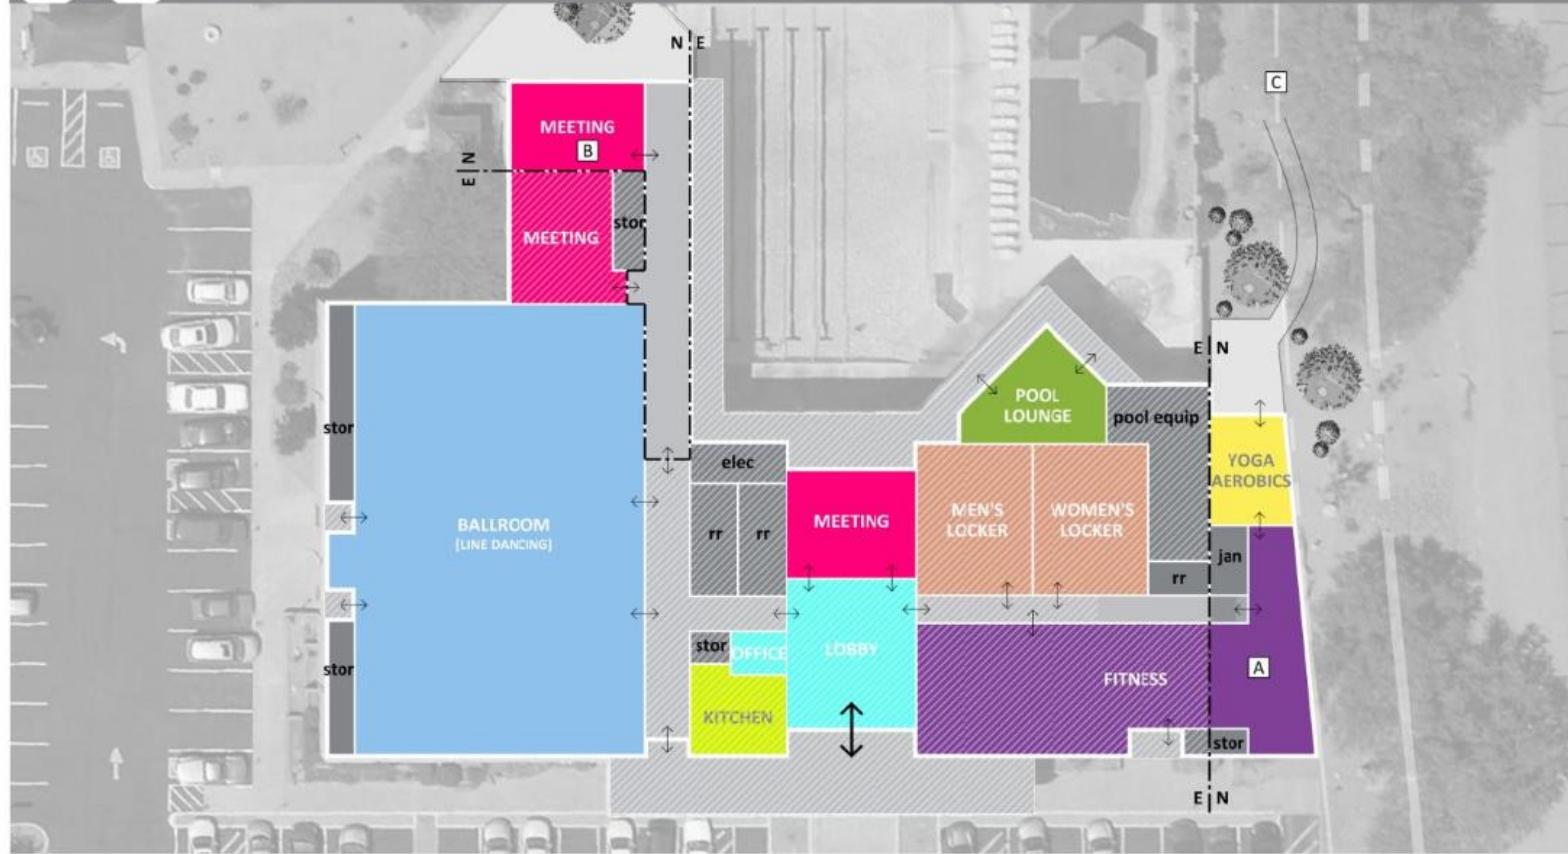 N E
C
MEETING
B
E N
stor
MEETING
E N
POOL
LOUNGE
pool equip
stor
YOGA
AEROBICS
elec
BALLROOM
[LINE DANCING]
rr
rr
MEETING
MEN'S
LOCKER
WOMEN'S
LOCKER
jan
rr
stor
stor
OFFICE
LOBBY
FITNESS
A
KITCHEN
stor
E N